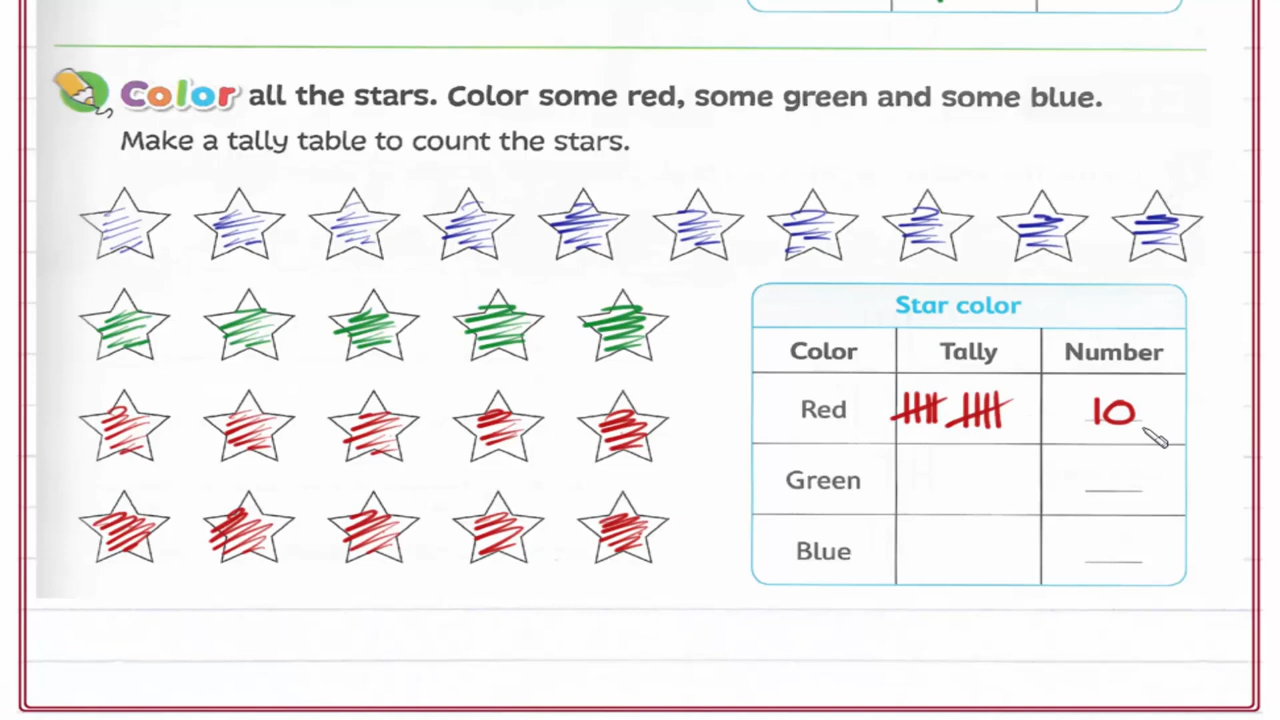 Color all the stars. Color some red, some green and some blue.
Make a tally table to count the stars.
Star color
Color Tally Number
Red 10
Green
Blue